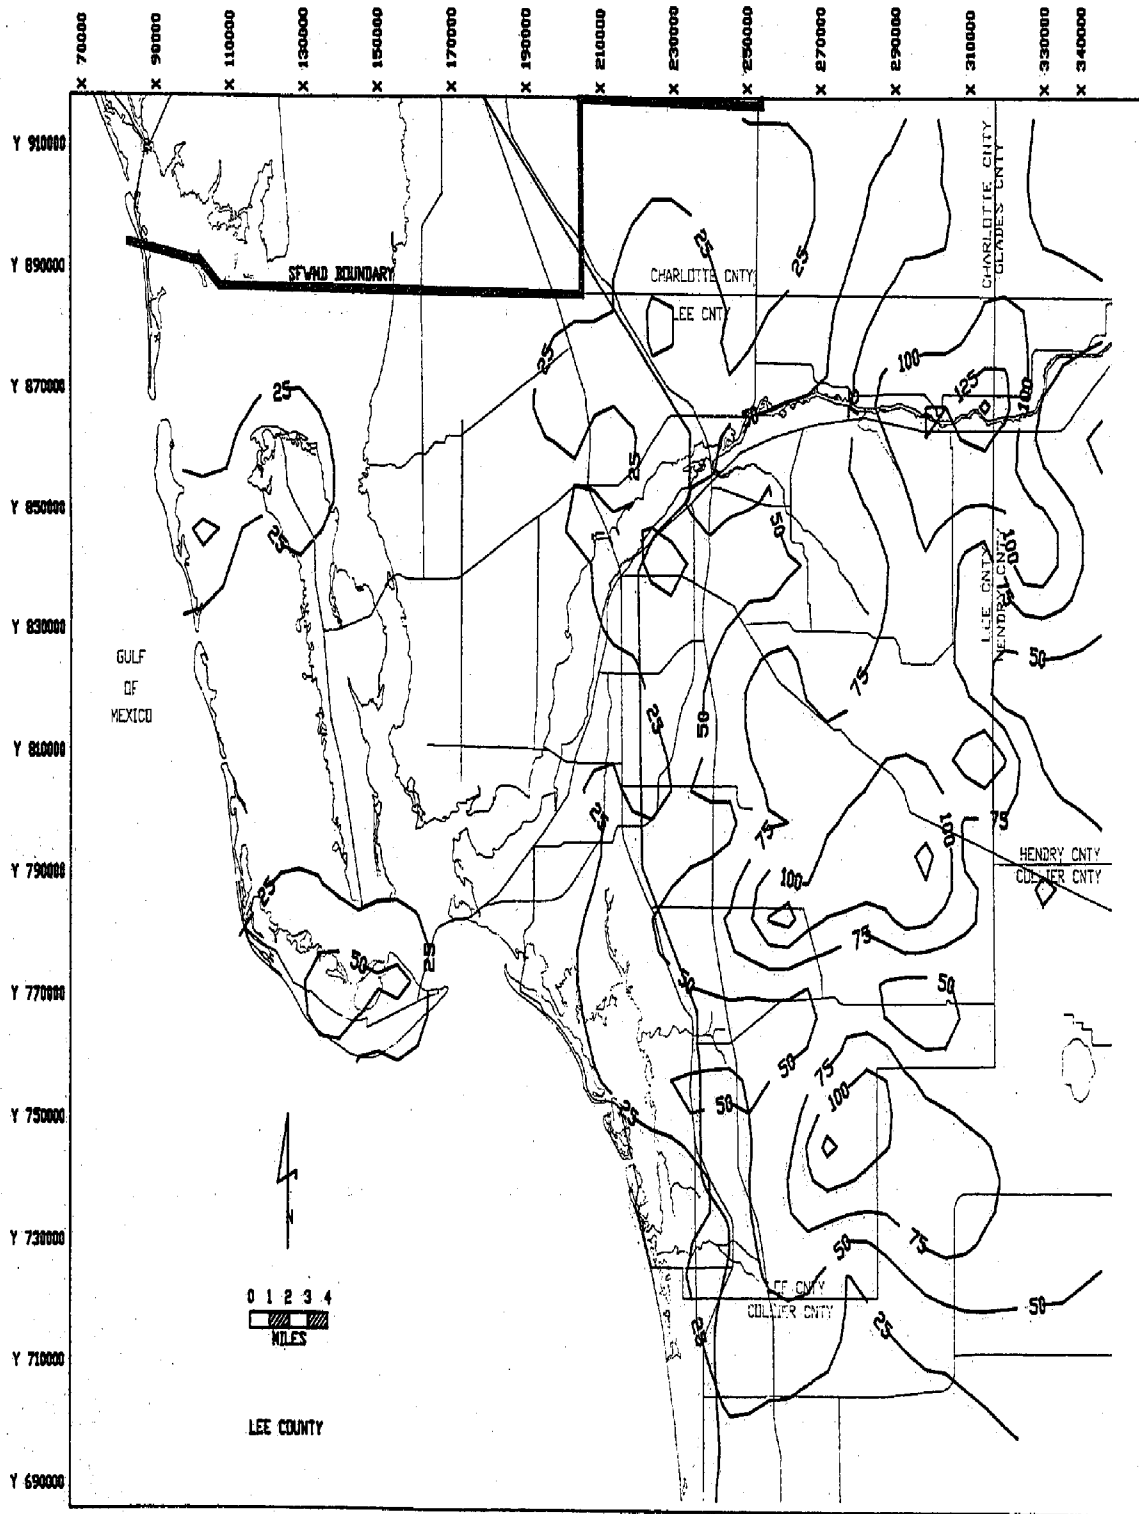 X 70000
X 90000
X 110000
X 130000
X 150000
X 170000
X 190000
X 210000
X 230000
X 250000
X 270000
X 290000
X 310000
X 330000
X 340000
Y 910000
Y 890000
Y 870000
Y 850000
Y 830000
Y 810000
Y 790000
Y 770000
Y 750000
Y 730000
Y 710000
Y 690000
SFWMD BOUNDARY
CHARLOTTE CNTY
LEE CNTY
CHARLOTTE CNTY
GLADES CNTY
25
25
25
100
125
100
25
25
25
50
100
LEE CNTY
HENDRY CNTY
50
GULF
OF
MEXICO
75
25
50
25
75
100
75
HENDRY CNTY
COLLIER CNTY
100
25
75
25
50
50
50
50
75
100
50
25
75
50
50
LEE CNTY
COLLIER CNTY
25
25
N
0 1 2 3 4
MILES
LEE COUNTY